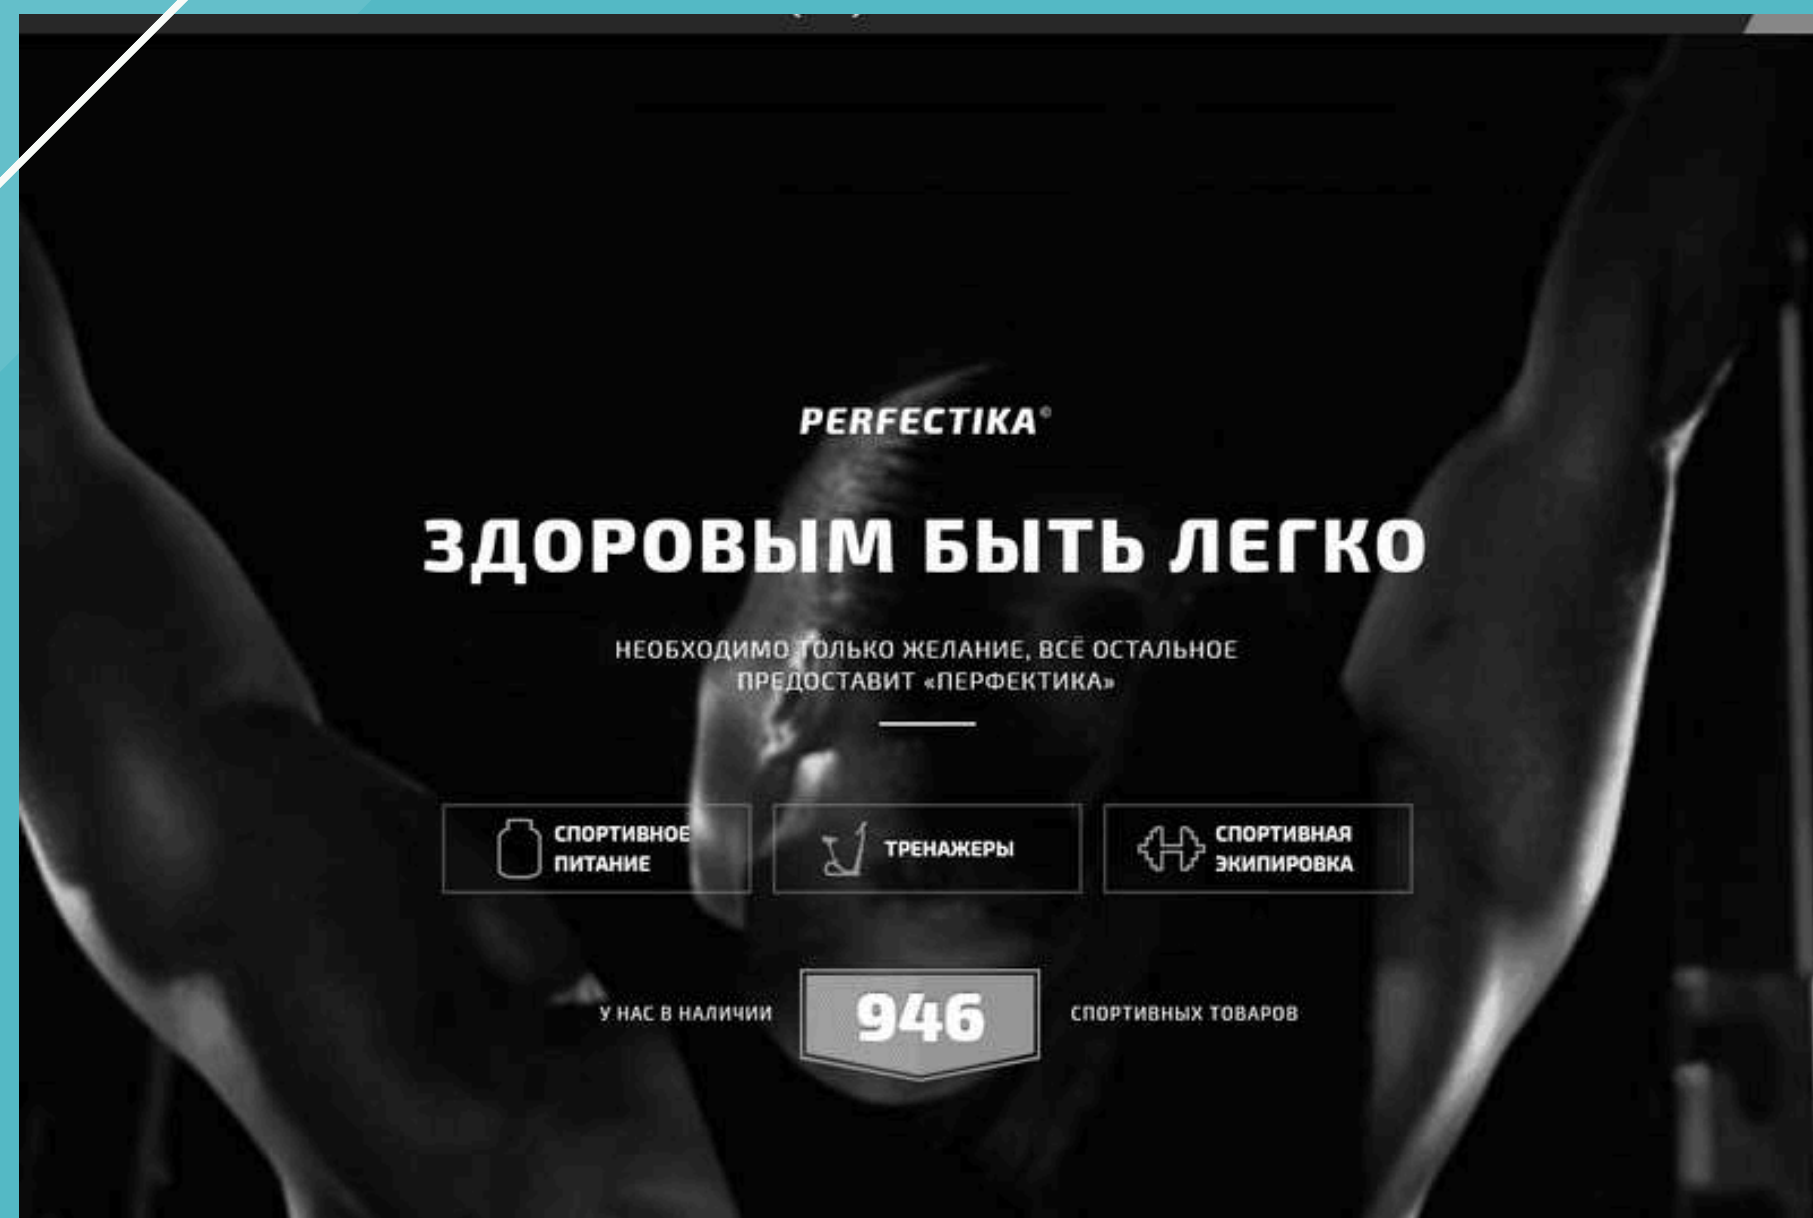 PERFECTIKA©
ЗДОРОВЫМ БЫТЬ ЛЕГКО
НЕОБХОДИМО ТОЛЬКО ЖЕЛАНИЕ, ВСЁ ОСТАЛЬНОЕ
ПРЕДОСТАВИТ «ПЕРФЕКТИКА»
СПОРТИВНОЕ
ПИТАНИЕ
ТРЕНАЖЕРЫ
СПОРТИВНАЯ
ЭКИПИРОВКА
У НАС В НАЛИЧИИ 946 СПОРТИВНЫХ ТОВАРОВ